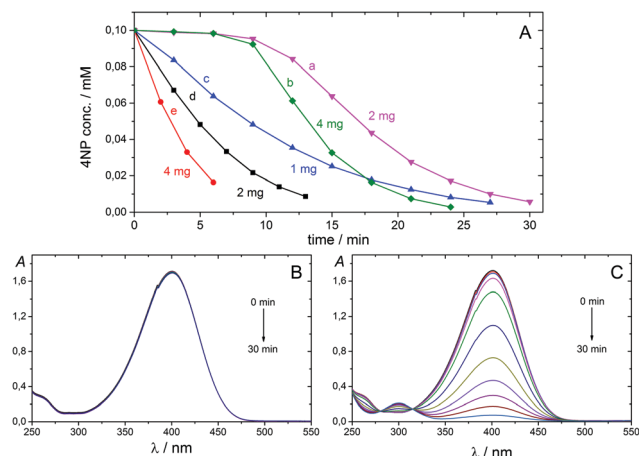 A
0,10
0,08
0,06
0,04
0,02
0,00
4NP conc. / mM
a
b
c
d
e
2 mg
4 mg
1 mg
2 mg
4 mg
0 5 10 15 20 25 30
time / min
A
B
1,6
1,2
0,8
0,4
0,0
0 min
30 min
250 300 350 400 450 500 550
λ / nm
A
C
1,6
1,2
0,8
0,4
0,0
0 min
30 min
250 300 350 400 450 500 550
λ / nm